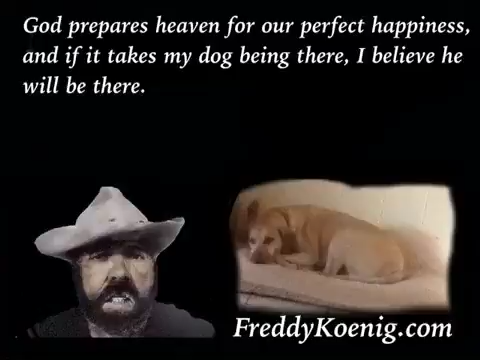 God prepares heaven for our perfect happiness,
and if it takes my dog being there, I believe he
will be there.
FreddyKoenig.com